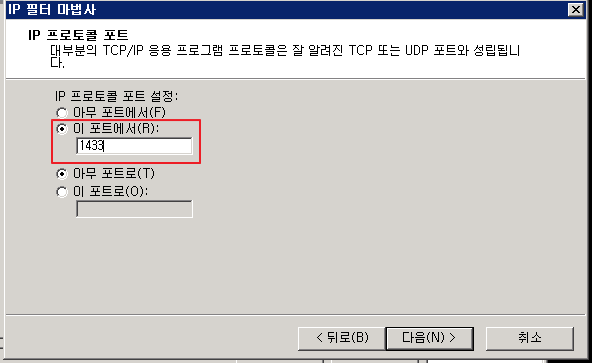 IP 필터 마법사
IP 프로토콜 포트
대부분의 TCP/IP 응용 프로그램 프로토콜은 잘 알려진 TCP 또는 UDP 포트와 성립됩니
다.
IP 프로토콜 포트 설정:
아무 포트에서(F)
이 포트에서(R):
1433
아무 포트로(T)
이 포트로(O):
< 뒤로(B)
다음(N) >
취소